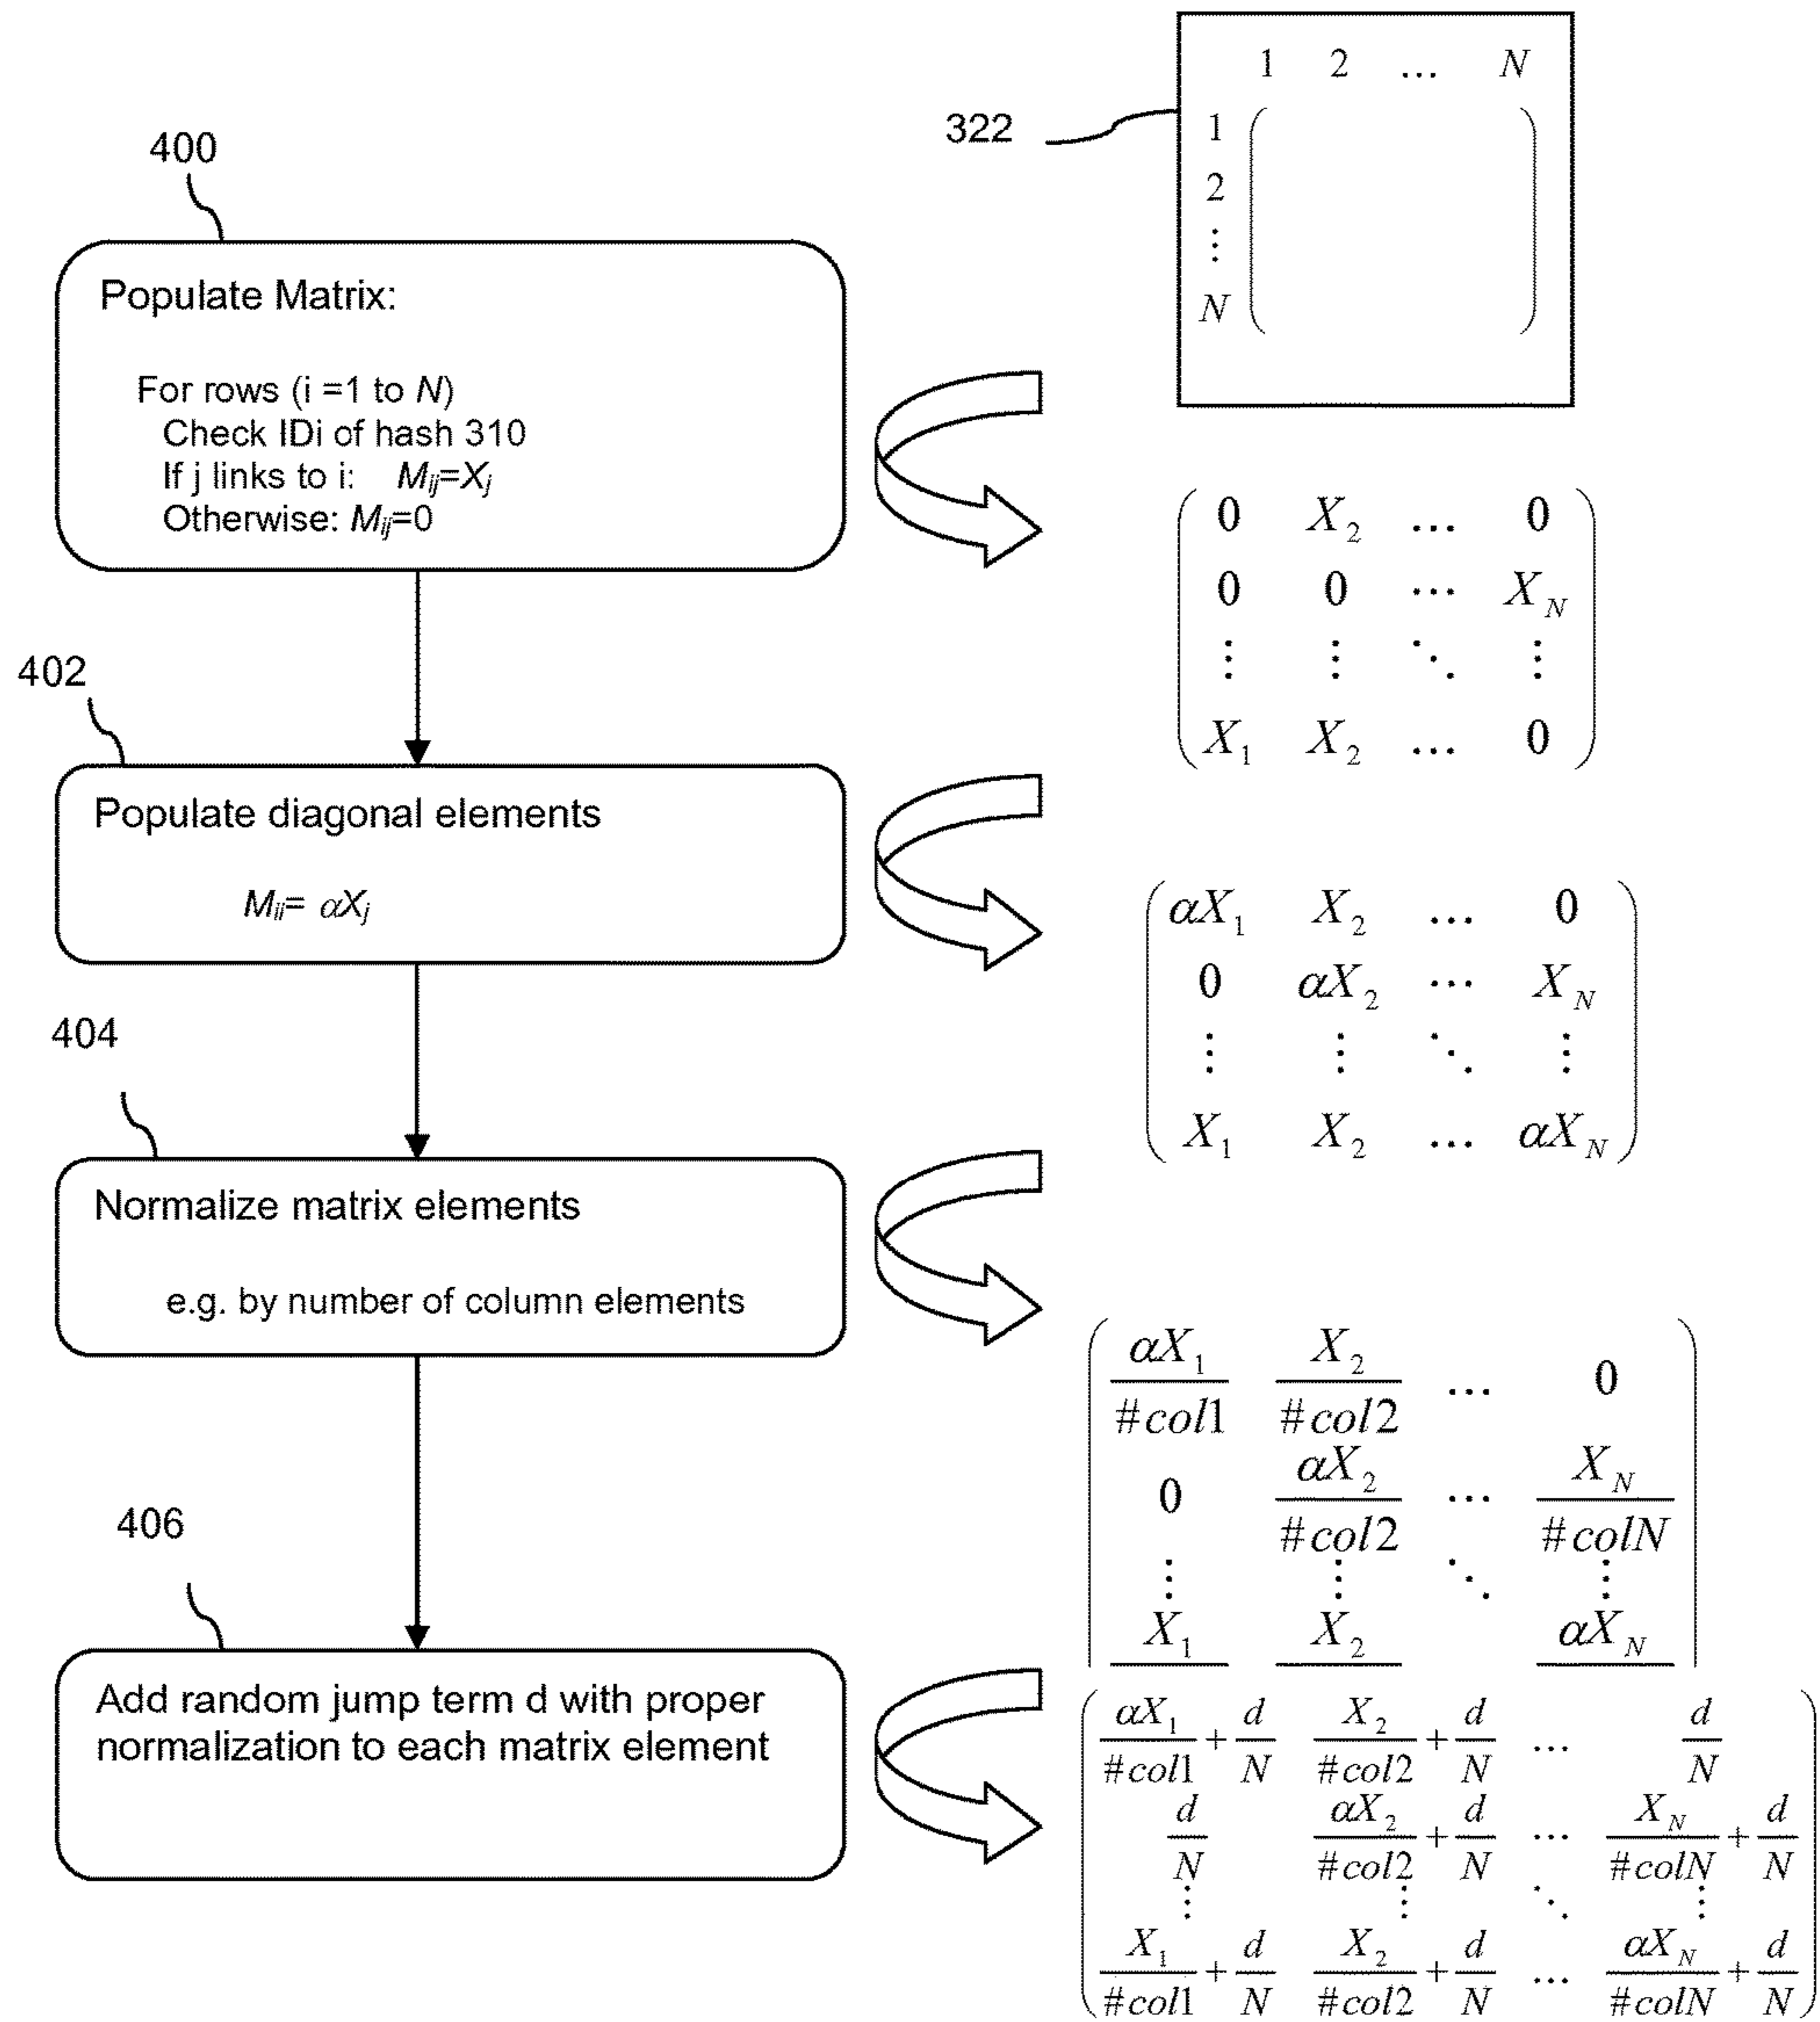 1 2 ... N
322
1
2
⋮
N
400
Populate Matrix:
For rows (i =1 to N)
Check IDi of hash 310
If j links to i: Mij=Xj
Otherwise: Mij=0
0 X2 ... 0
0 0 ... XN
⋮ ⋮ ⋱ ⋮
X1 X2 ... 0
402
Populate diagonal elements
Mii= αXj
αX1 X2 ... 0
0 αX2 ... XN
⋮ ⋮ ⋱ ⋮
X1 X2 ... αXN
404
Normalize matrix elements
e.g. by number of column elements
αX1 X2 ... 0
#col1 #col2
0 αX2 ... XN
#col2 #colN
⋮ ⋮ ⋱ ⋮
X1 X2 αXN
406
Add random jump term d with proper
normalization to each matrix element
αX1/#col1 + d/N X2/#col2 + d/N ... d/N
d/N αX2/#col2 + d/N ... XN/#colN + d/N
⋮ ⋮ ⋱ ⋮
X1/#col1 + d/N X2/#col2 + d/N ... αXN/#colN + d/N